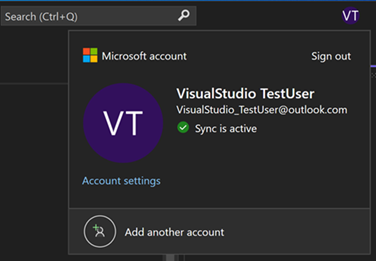 Search (Ctrl+Q)
VT
Microsoft account
Sign out
VT
VisualStudio TestUser
VisualStudio_TestUser@outlook.com
Sync is active
Account settings
Add another account